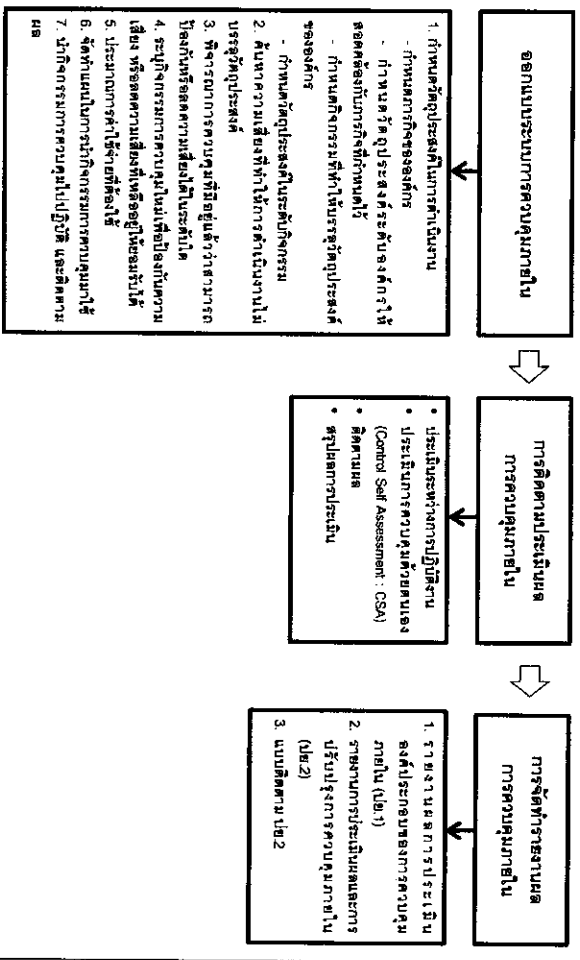 ออกแบบระบบการควบคุมภายใน
1. กำหนดวัตถุประสงค์ในการดำเนินงาน
- กำหนดภารกิจขององค์กร
- กำหนดวัตถุประสงค์ระดับองค์กรให้
สอดคล้องกับภารกิจที่กำหนดไว้
- กำหนดกิจกรรมที่ทำให้บรรลุวัตถุประสงค์
ขององค์กร
- กำหนดวัตถุประสงค์ในระดับกิจกรรม
2. ค้นหาความเสี่ยงที่ทำให้การดำเนินงานไม่
บรรลุวัตถุประสงค์
3. พิจารณาการควบคุมที่มีอยู่แล้วว่าสามารถ
ป้องกันหรือลดความเสี่ยงได้ในระดับใด
4. ระบุกิจกรรมการควบคุมใหม่เพื่อป้องกันความ
เสี่ยง หรือลดความเสี่ยงที่เหลืออยู่ให้ยอมรับได้
5. ประมาณการค่าใช้จ่ายที่ต้องใช้
6. จัดทำแผนในการนำกิจกรรมการควบคุมมาใช้
7. นำกิจกรรมการควบคุมไปปฏิบัติ และติดตาม
ผล
การติดตามประเมินผล
การควบคุมภายใน
• ประเมินระหว่างการปฏิบัติงาน
• ประเมินการควบคุมด้วยตนเอง
(Control Self Assessment : CSA)
• ติดตามผล
• สรุปผลการประเมิน
การจัดทำรายงานผล
การควบคุมภายใน
1. รายงานผลการประเมิน
องค์ประกอบของการควบคุม
ภายใน (ปย.1)
2. รายงานการประเมินผลและการ
ปรับปรุงการควบคุมภายใน
(ปย.2)
3. แบบติดตาม ปย.2